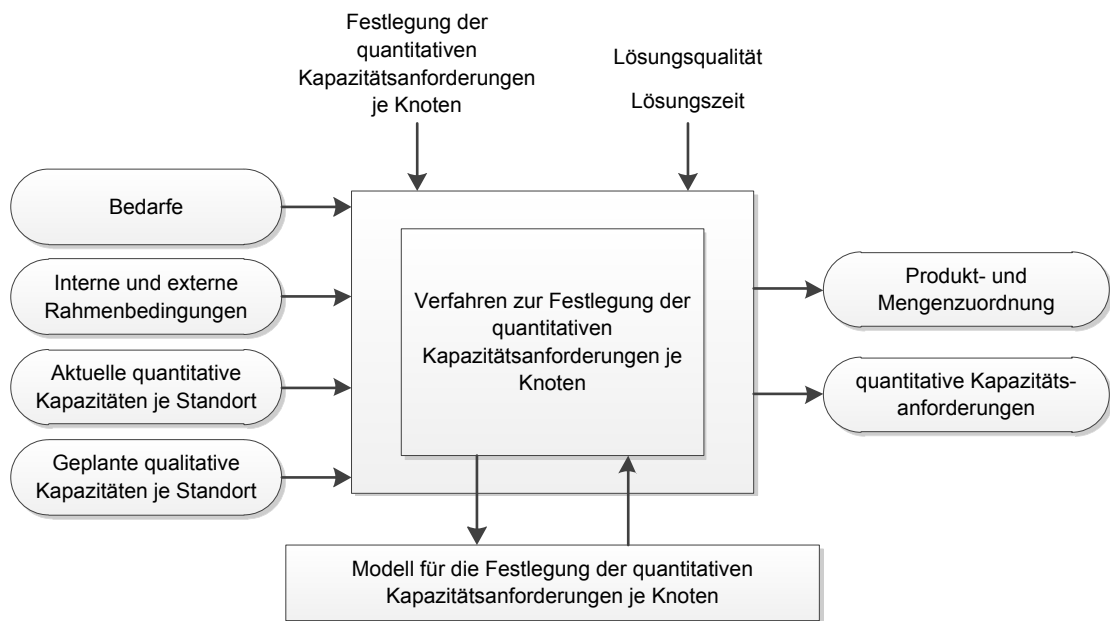 Festlegung der
quantitativen
Kapazitätsanforderungen
je Knoten
Lösungsqualität
Lösungszeit
Bedarfe
Interne und externe
Rahmenbedingungen
Aktuelle quantitative
Kapazitäten je Standort
Geplante qualitative
Kapazitäten je Standort
Verfahren zur Festlegung der
quantitativen
Kapazitätsanforderungen je
Knoten
Produkt- und
Mengenzuordnung
quantitative Kapazitäts-
anforderungen
Modell für die Festlegung der quantitativen
Kapazitätsanforderungen je Knoten